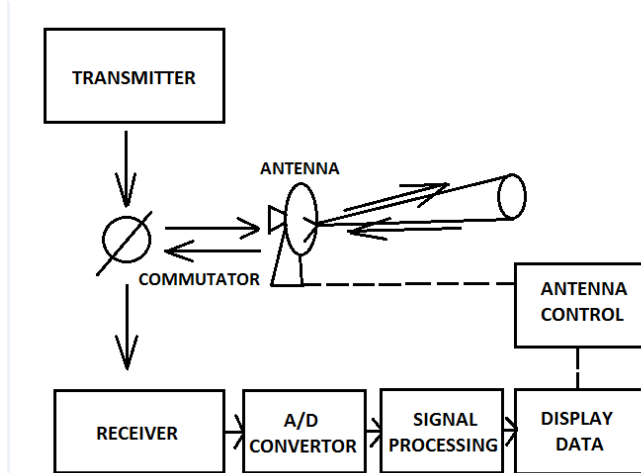 TRANSMITTER
ANTENNA
COMMUTATOR
ANTENNA
CONTROL
RECEIVER
A/D
CONVERTOR
SIGNAL
PROCESSING
DISPLAY
DATA